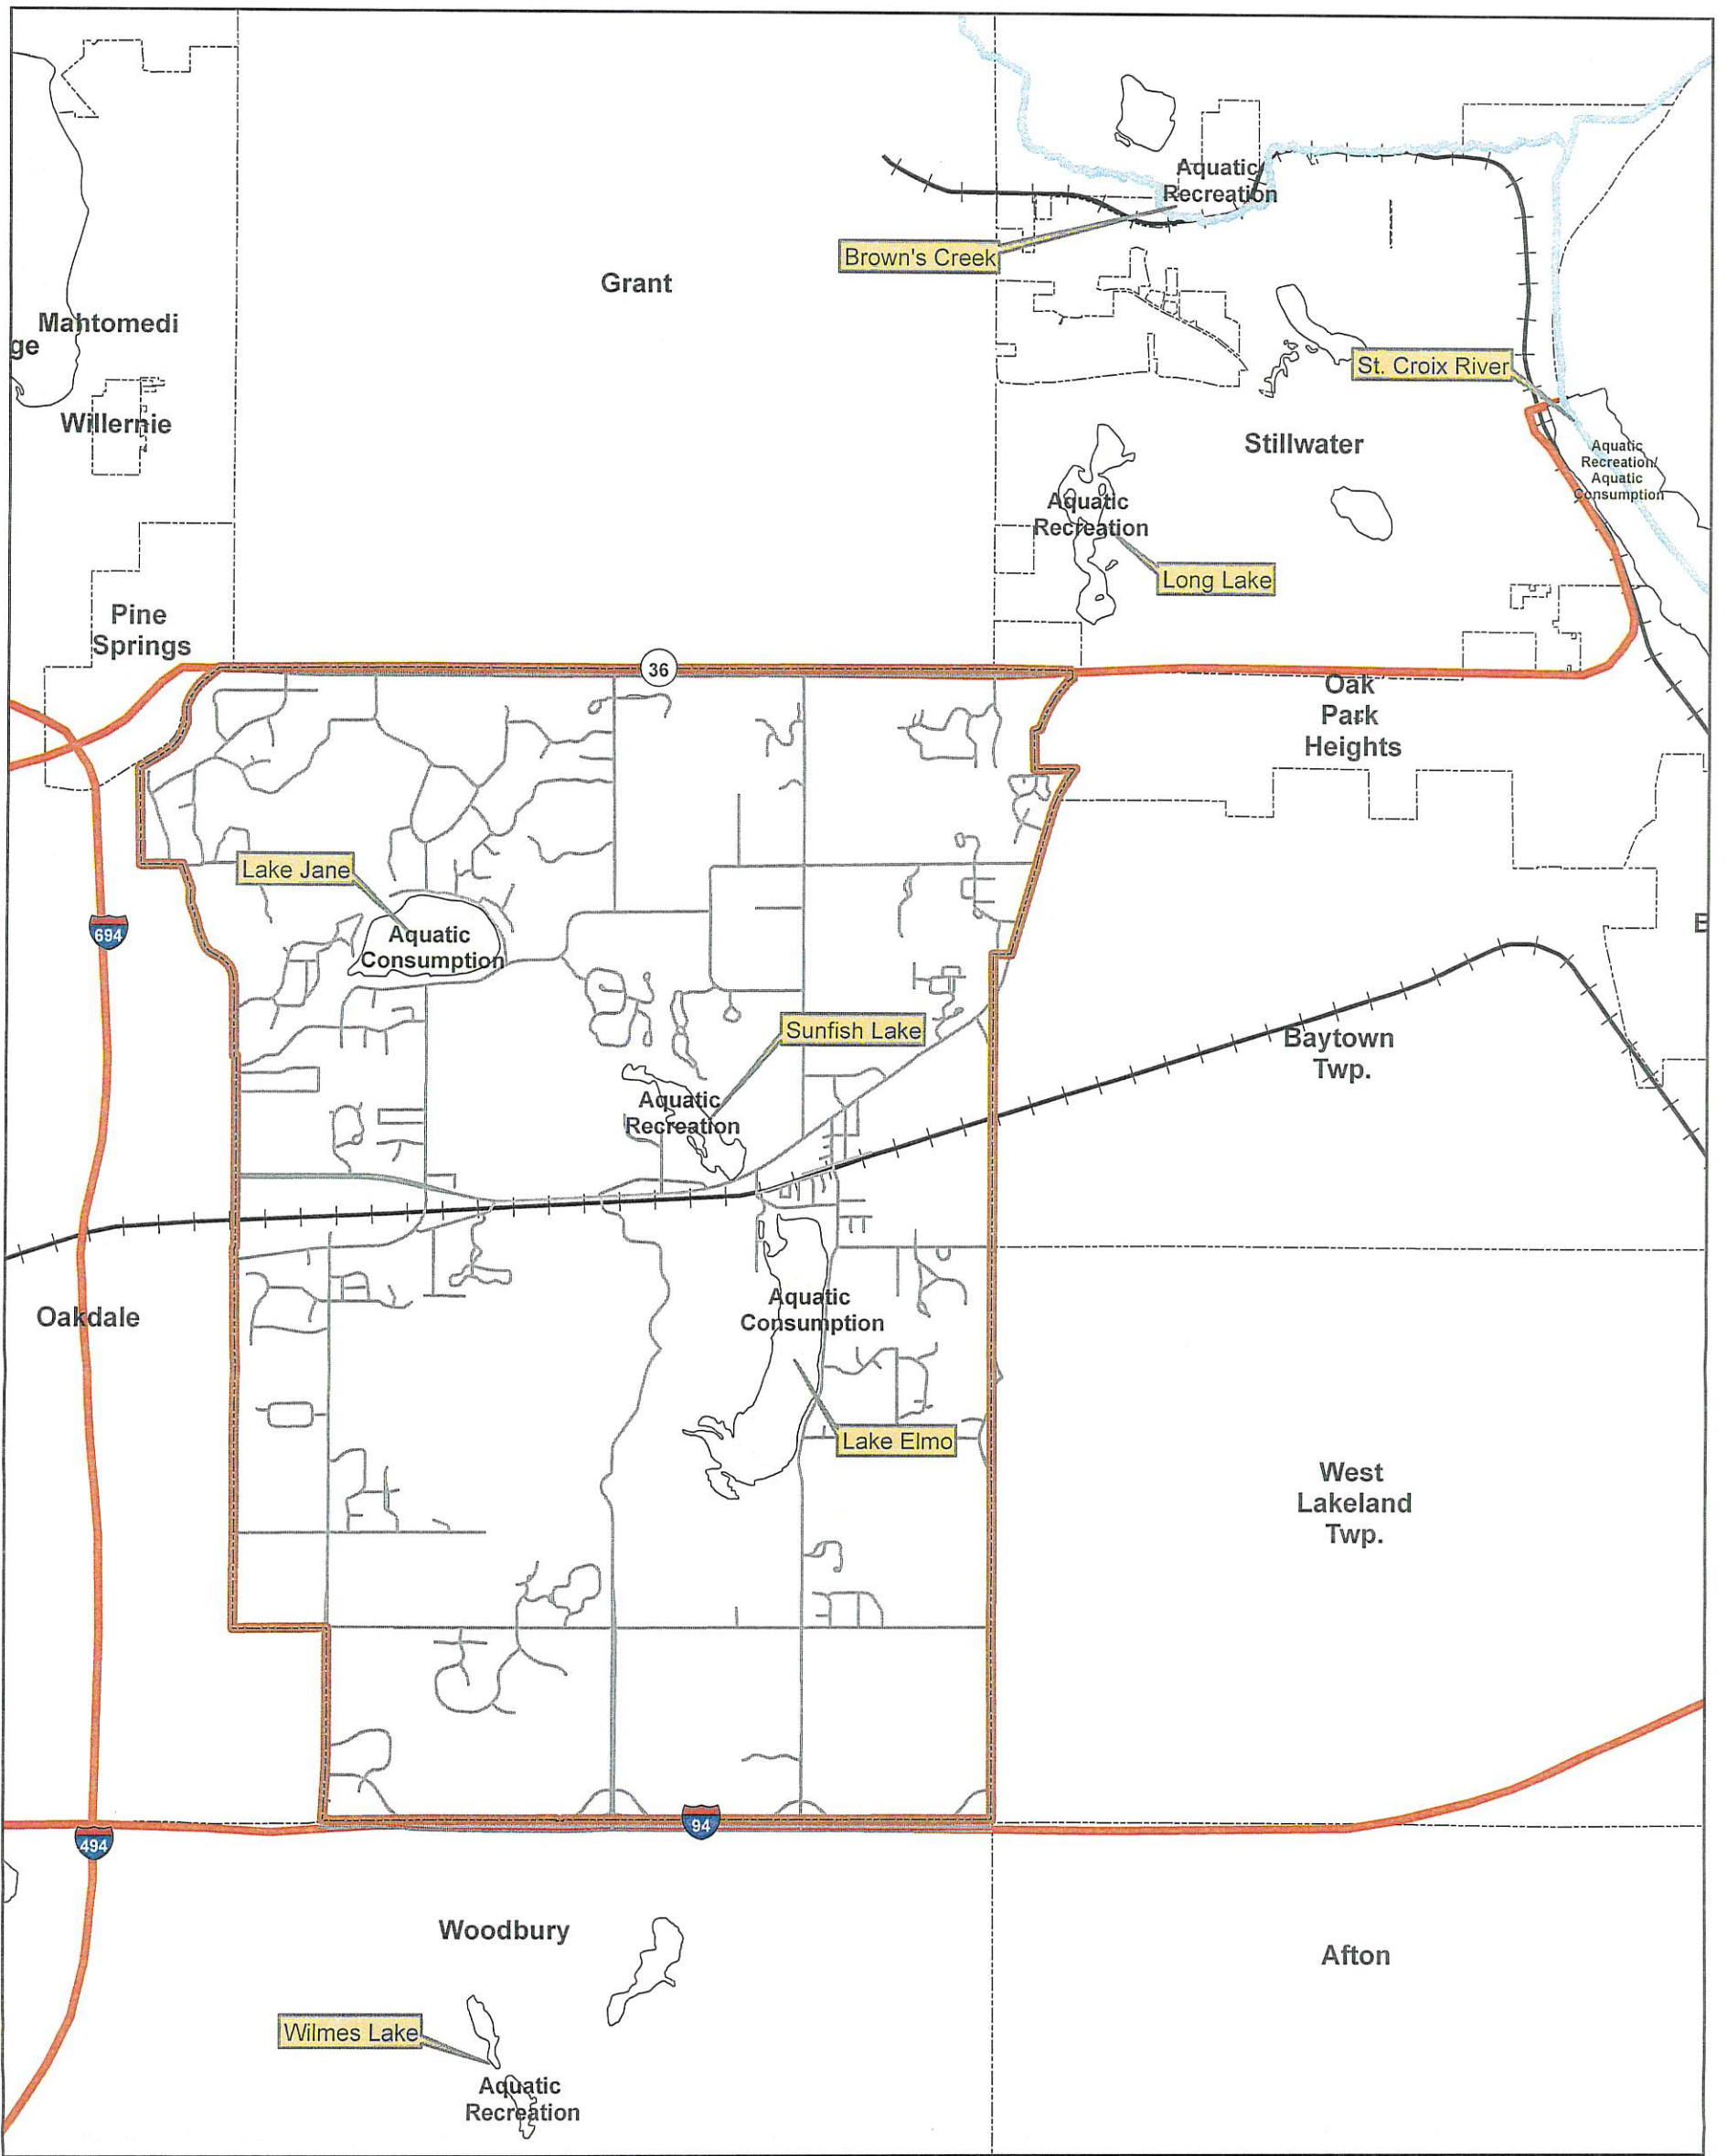 Aquatic
Recreation
Brown's Creek
Grant
Mahtomedi
ge
St. Croix River
Willernie
Stillwater
Aquatic
Recreation/
Aquatic
Consumption
Aquatic
Recreation
Long Lake
Pine
Springs
36
Oak
Park
Heights
Lake Jane
694
Aquatic
Consumption
Sunfish Lake
Baytown
Twp.
Aquatic
Recreation
Oakdale
Aquatic
Consumption
Lake Elmo
West
Lakeland
Twp.
94
494
Woodbury
Afton
Wilmes Lake
Aquatic
Recreation